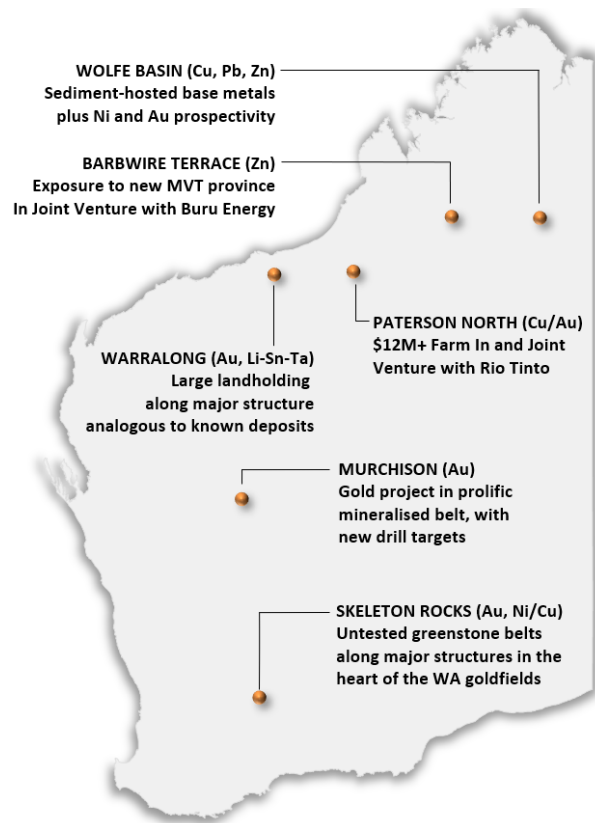 WOLFE BASIN (Cu, Pb, Zn)
Sediment-hosted base metals
plus Ni and Au prospectivity
BARBWIRE TERRACE (Zn)
Exposure to new MVT province
In Joint Venture with Buru Energy
PATERSON NORTH (Cu/Au)
$12M+ Farm In and Joint
Venture with Rio Tinto
WARRALONG (Au, Li-Sn-Ta)
Large landholding
along major structure
analogous to known deposits
MURCHISON (Au)
Gold project in prolific
mineralised belt, with
new drill targets
SKELETON ROCKS (Au, Ni/Cu)
Untested greenstone belts
along major structures in the
heart of the WA goldfields